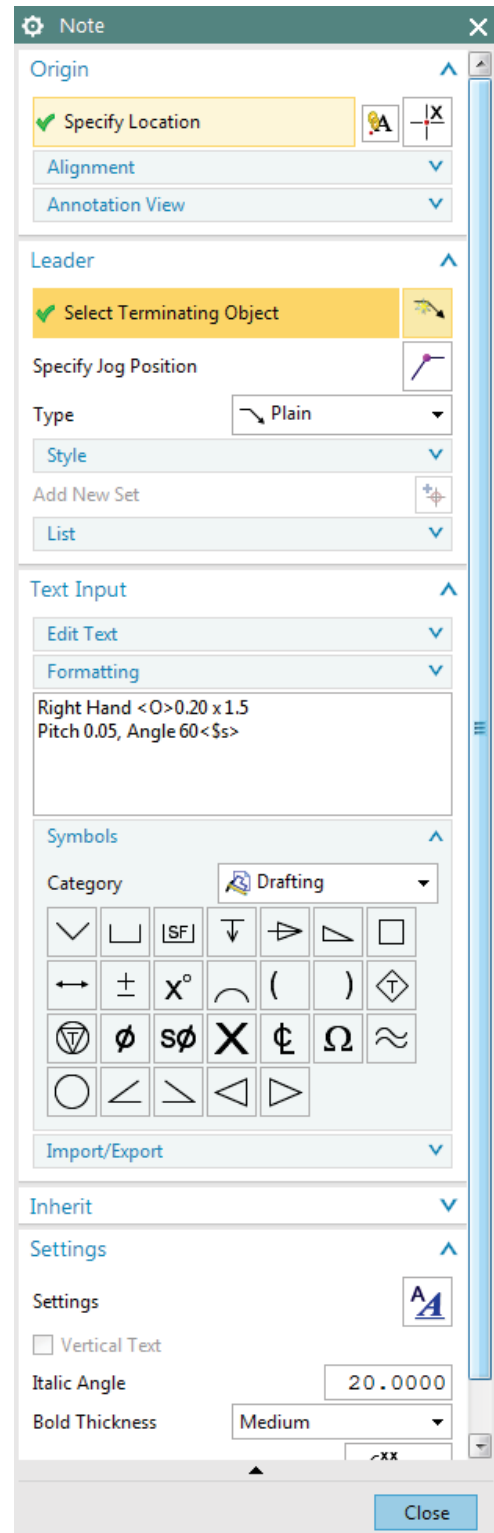 Note
Origin
Specify Location
A
X
Alignment
Annotation View
Leader
Select Terminating Object
Specify Jog Position
Type Plain
Style
Add New Set
List
Text Input
Edit Text
Formatting
Right Hand <O>0.20 x 1.5
Pitch 0.05, Angle 60<$s>
Symbols
Category Drafting
SF
± x° ( ) T
T ø sø X ℄ Ω ≈
Import/Export
Inherit
Settings
Settings AA
Vertical Text
Italic Angle 20.0000
Bold Thickness Medium
Close